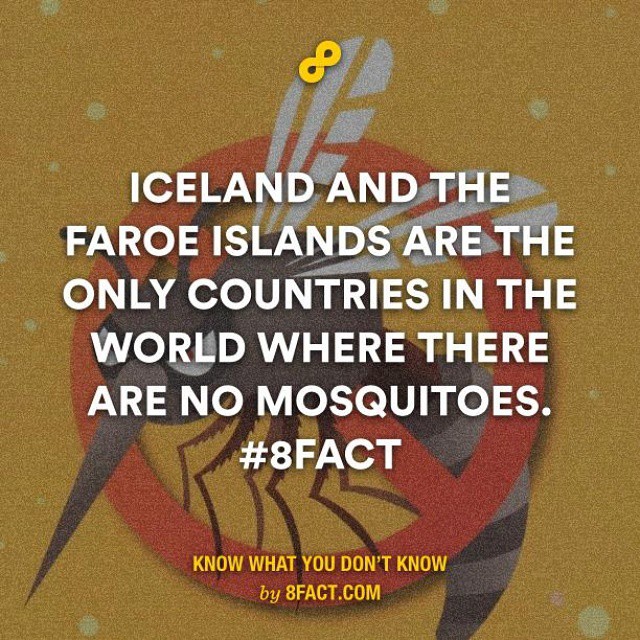 ICELAND AND THE
FAROE ISLANDS ARE THE
ONLY COUNTRIES IN THE
WORLD WHERE THERE
ARE NO MOSQUITOES.
#8FACT
KNOW WHAT YOU DON'T KNOW
by 8FACT.COM